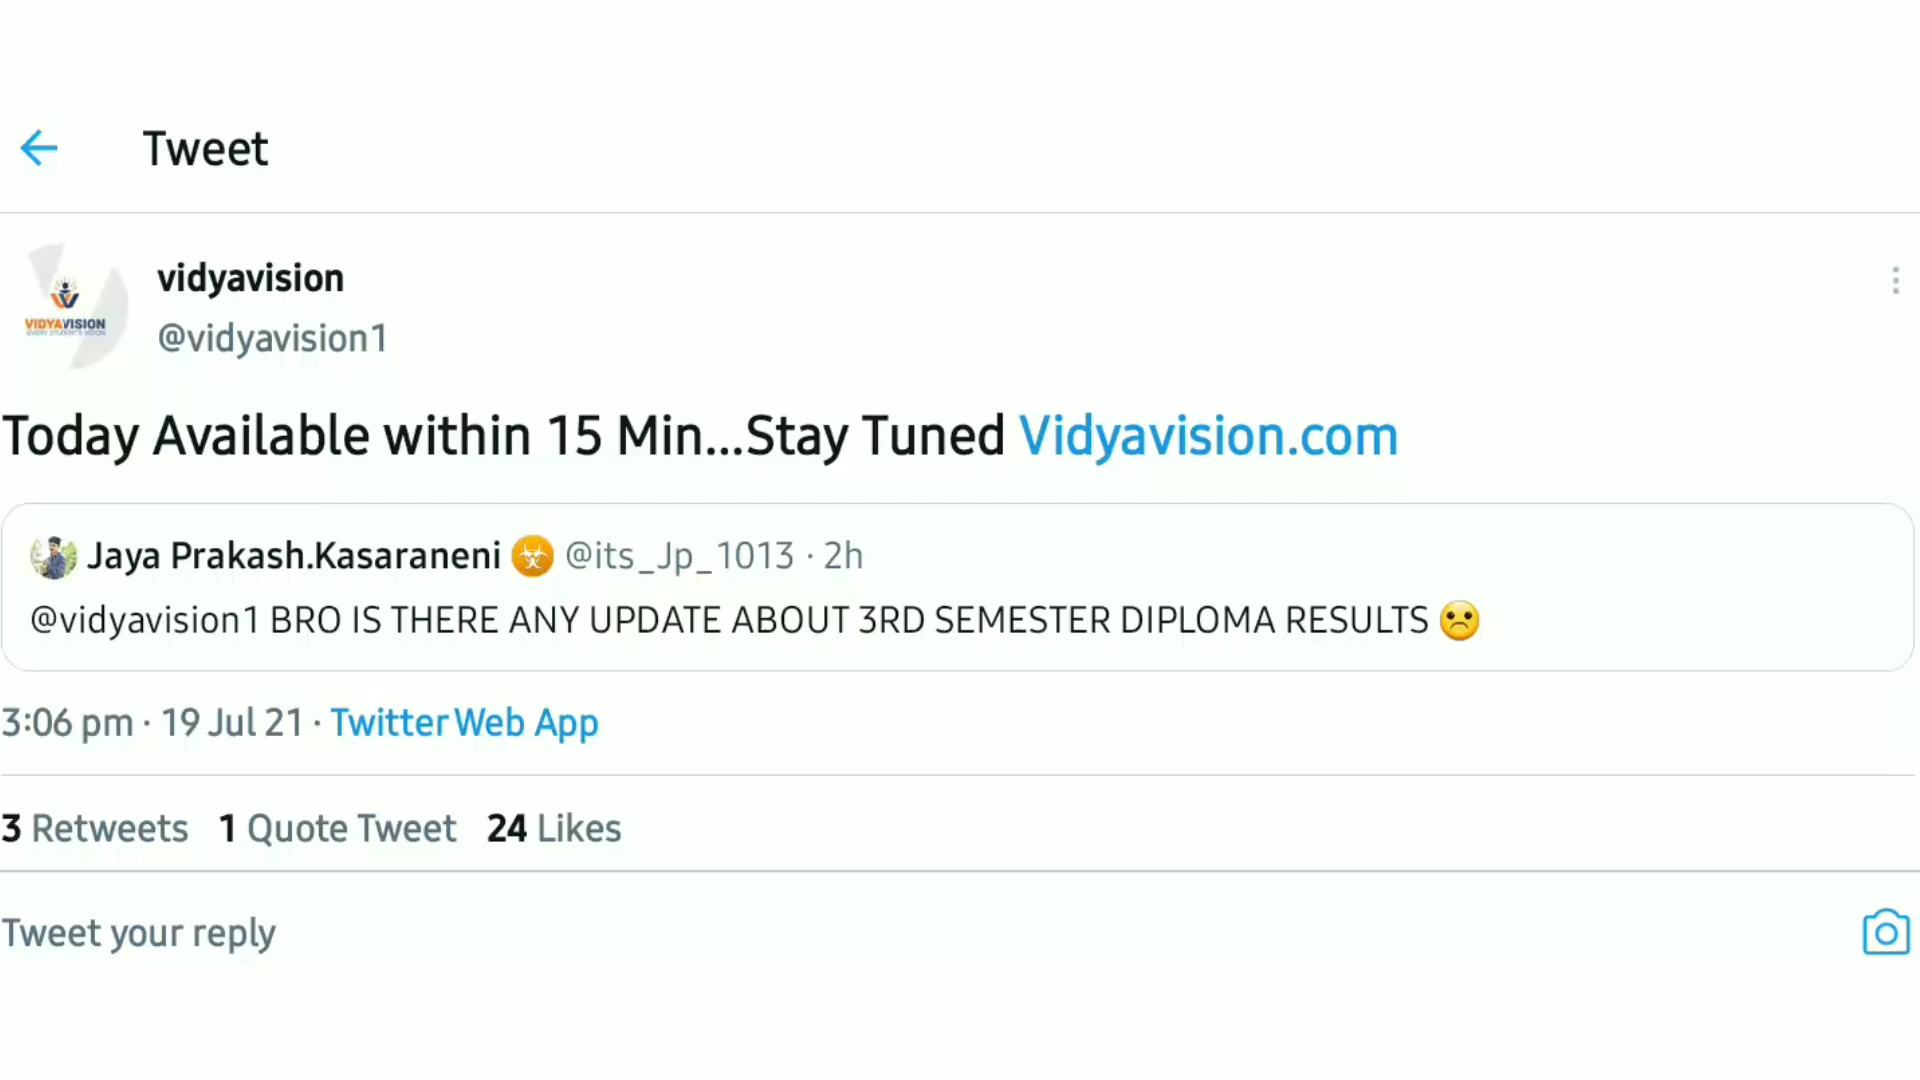 Tweet
vidyavision
@vidyavision1
VIDYAVISION
Today Available within 15 Min...Stay Tuned Vidyavision.com
Jaya Prakash.Kasaraneni ☣ @its_Jp_1013 · 2h
@vidyavision1 BRO IS THERE ANY UPDATE ABOUT 3RD SEMESTER DIPLOMA RESULTS 🙁
3:06 pm · 19 Jul 21 · Twitter Web App
3 Retweets 1 Quote Tweet 24 Likes
Tweet your reply